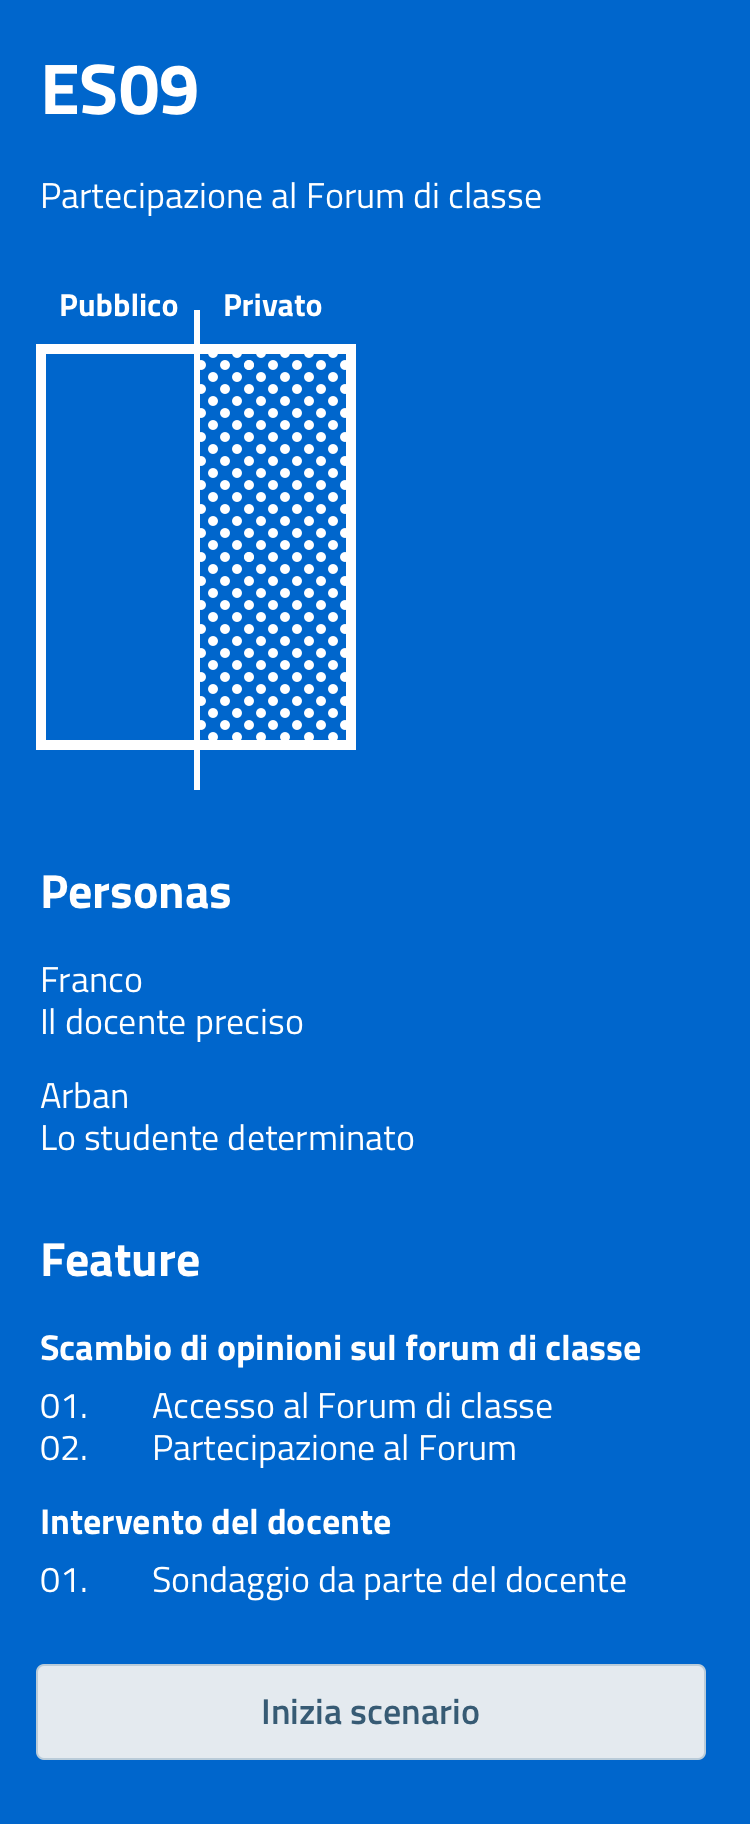 ES09
Partecipazione al Forum di classe
Pubblico Privato
Personas
Franco
Il docente preciso
Arban
Lo studente determinato
Feature
Scambio di opinioni sul forum di classe
01. Accesso al Forum di classe
02. Partecipazione al Forum
Intervento del docente
01. Sondaggio da parte del docente
Inizia scenario